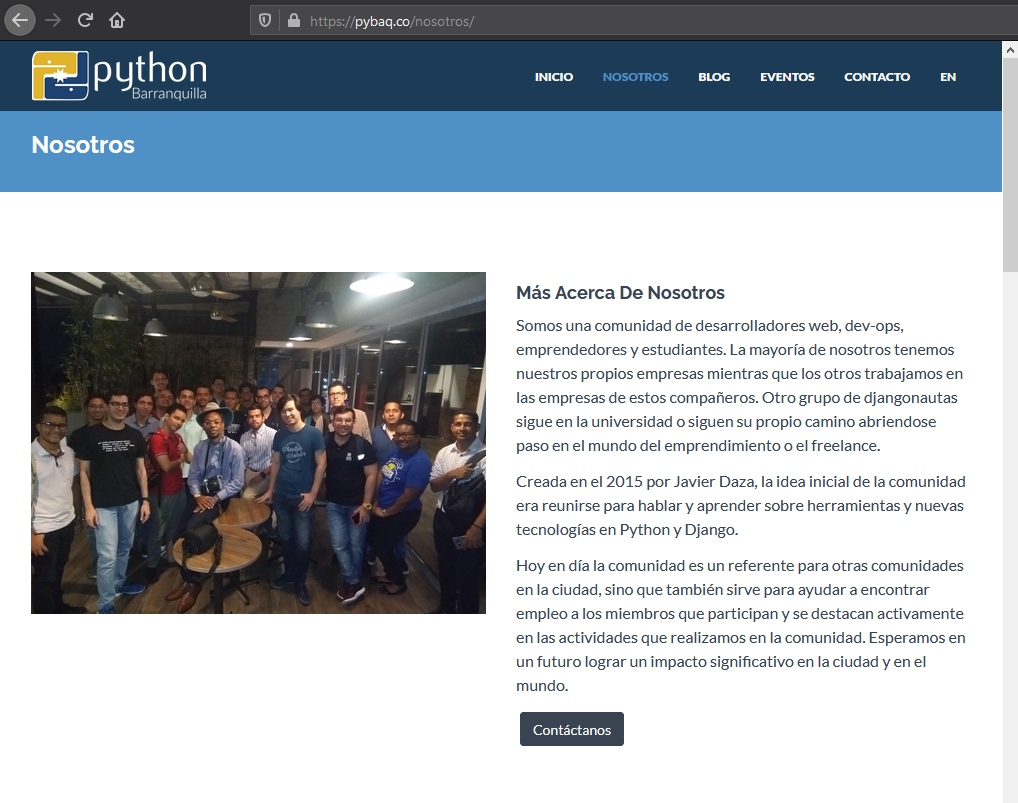 https://pybaq.co/nosotros/
python
Barranquilla
INICIO NOSOTROS BLOG EVENTOS CONTACTO EN
Nosotros
Más Acerca De Nosotros
Somos una comunidad de desarrolladores web, dev-ops,
emprendedores y estudiantes. La mayoría de nosotros tenemos
nuestros propios empresas mientras que los otros trabajamos en
las empresas de estos compañeros. Otro grupo de djangonautas
sigue en la universidad o siguen su propio camino abriendose
paso en el mundo del emprendimiento o el freelance.
Creada en el 2015 por Javier Daza, la idea inicial de la comunidad
era reunirse para hablar y aprender sobre herramientas y nuevas
tecnologías en Python y Django.
Hoy en día la comunidad es un referente para otras comunidades
en la ciudad, sino que también sirve para ayudar a encontrar
empleo a los miembros que participan y se destacan activamente
en las actividades que realizamos en la comunidad. Esperamos en
un futuro lograr un impacto significativo en la ciudad y en el
mundo.
Contáctanos